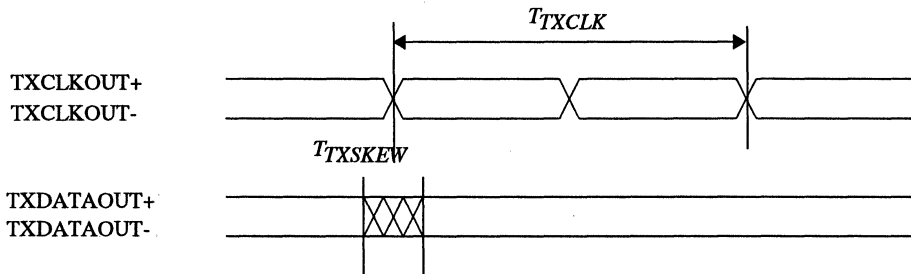 TTXCLK
TXCLKOUT+
TXCLKOUT-
TTXSKEW
TXDATAOUT+
TXDATAOUT-